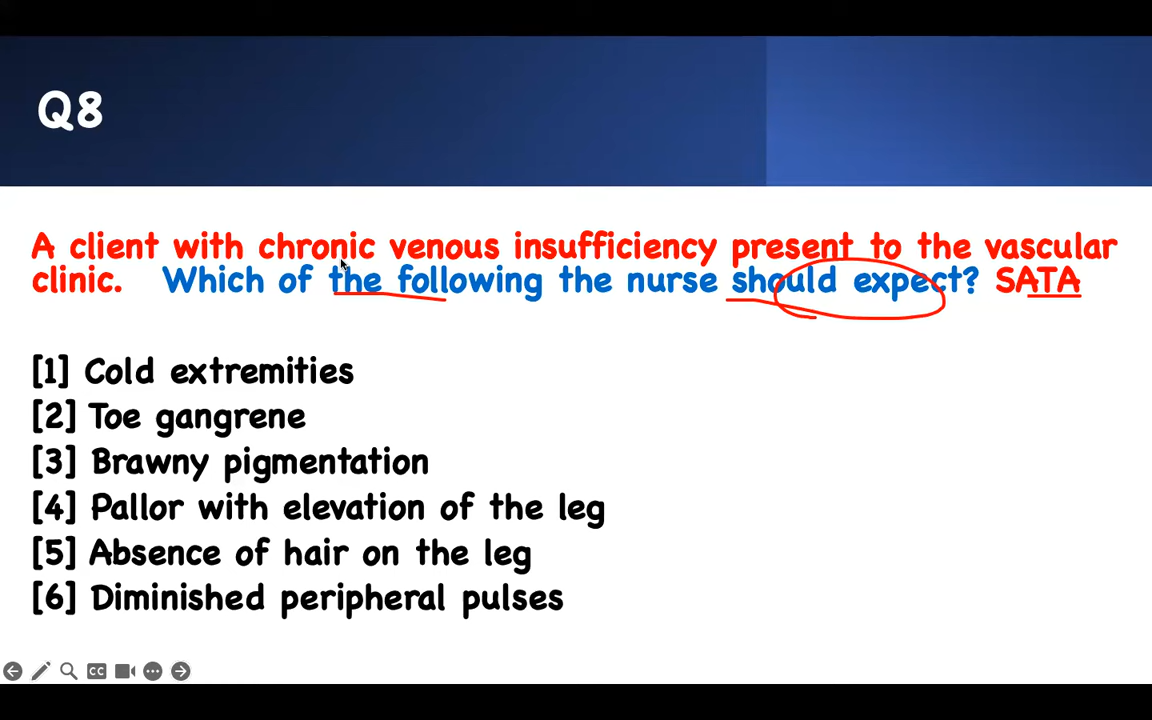 Q8
A client with chronic venous insufficiency present to the vascular
clinic. Which of the following the nurse should expect? SATA
[1] Cold extremities
[2] Toe gangrene
[3] Brawny pigmentation
[4] Pallor with elevation of the leg
[5] Absence of hair on the leg
[6] Diminished peripheral pulses
CC